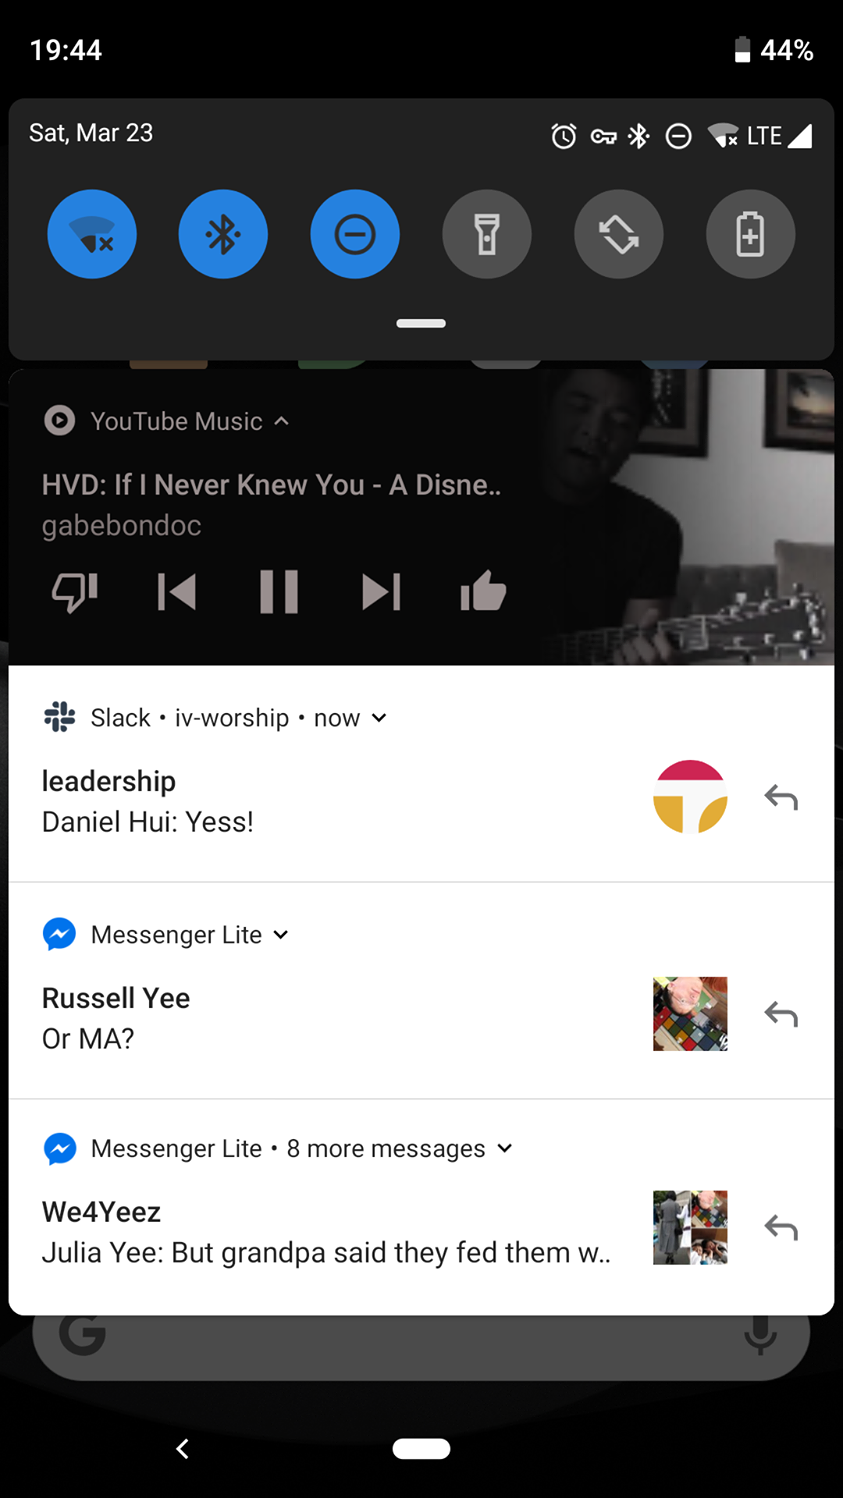 19:44
44%
Sat, Mar 23
LTE
YouTube Music
HVD: If I Never Knew You - A Disne..
gabebondoc
Slack • iv-worship • now
leadership
Daniel Hui: Yess!
Messenger Lite
Russell Yee
Or MA?
Messenger Lite • 8 more messages
We4Yeez
Julia Yee: But grandpa said they fed them w..
G